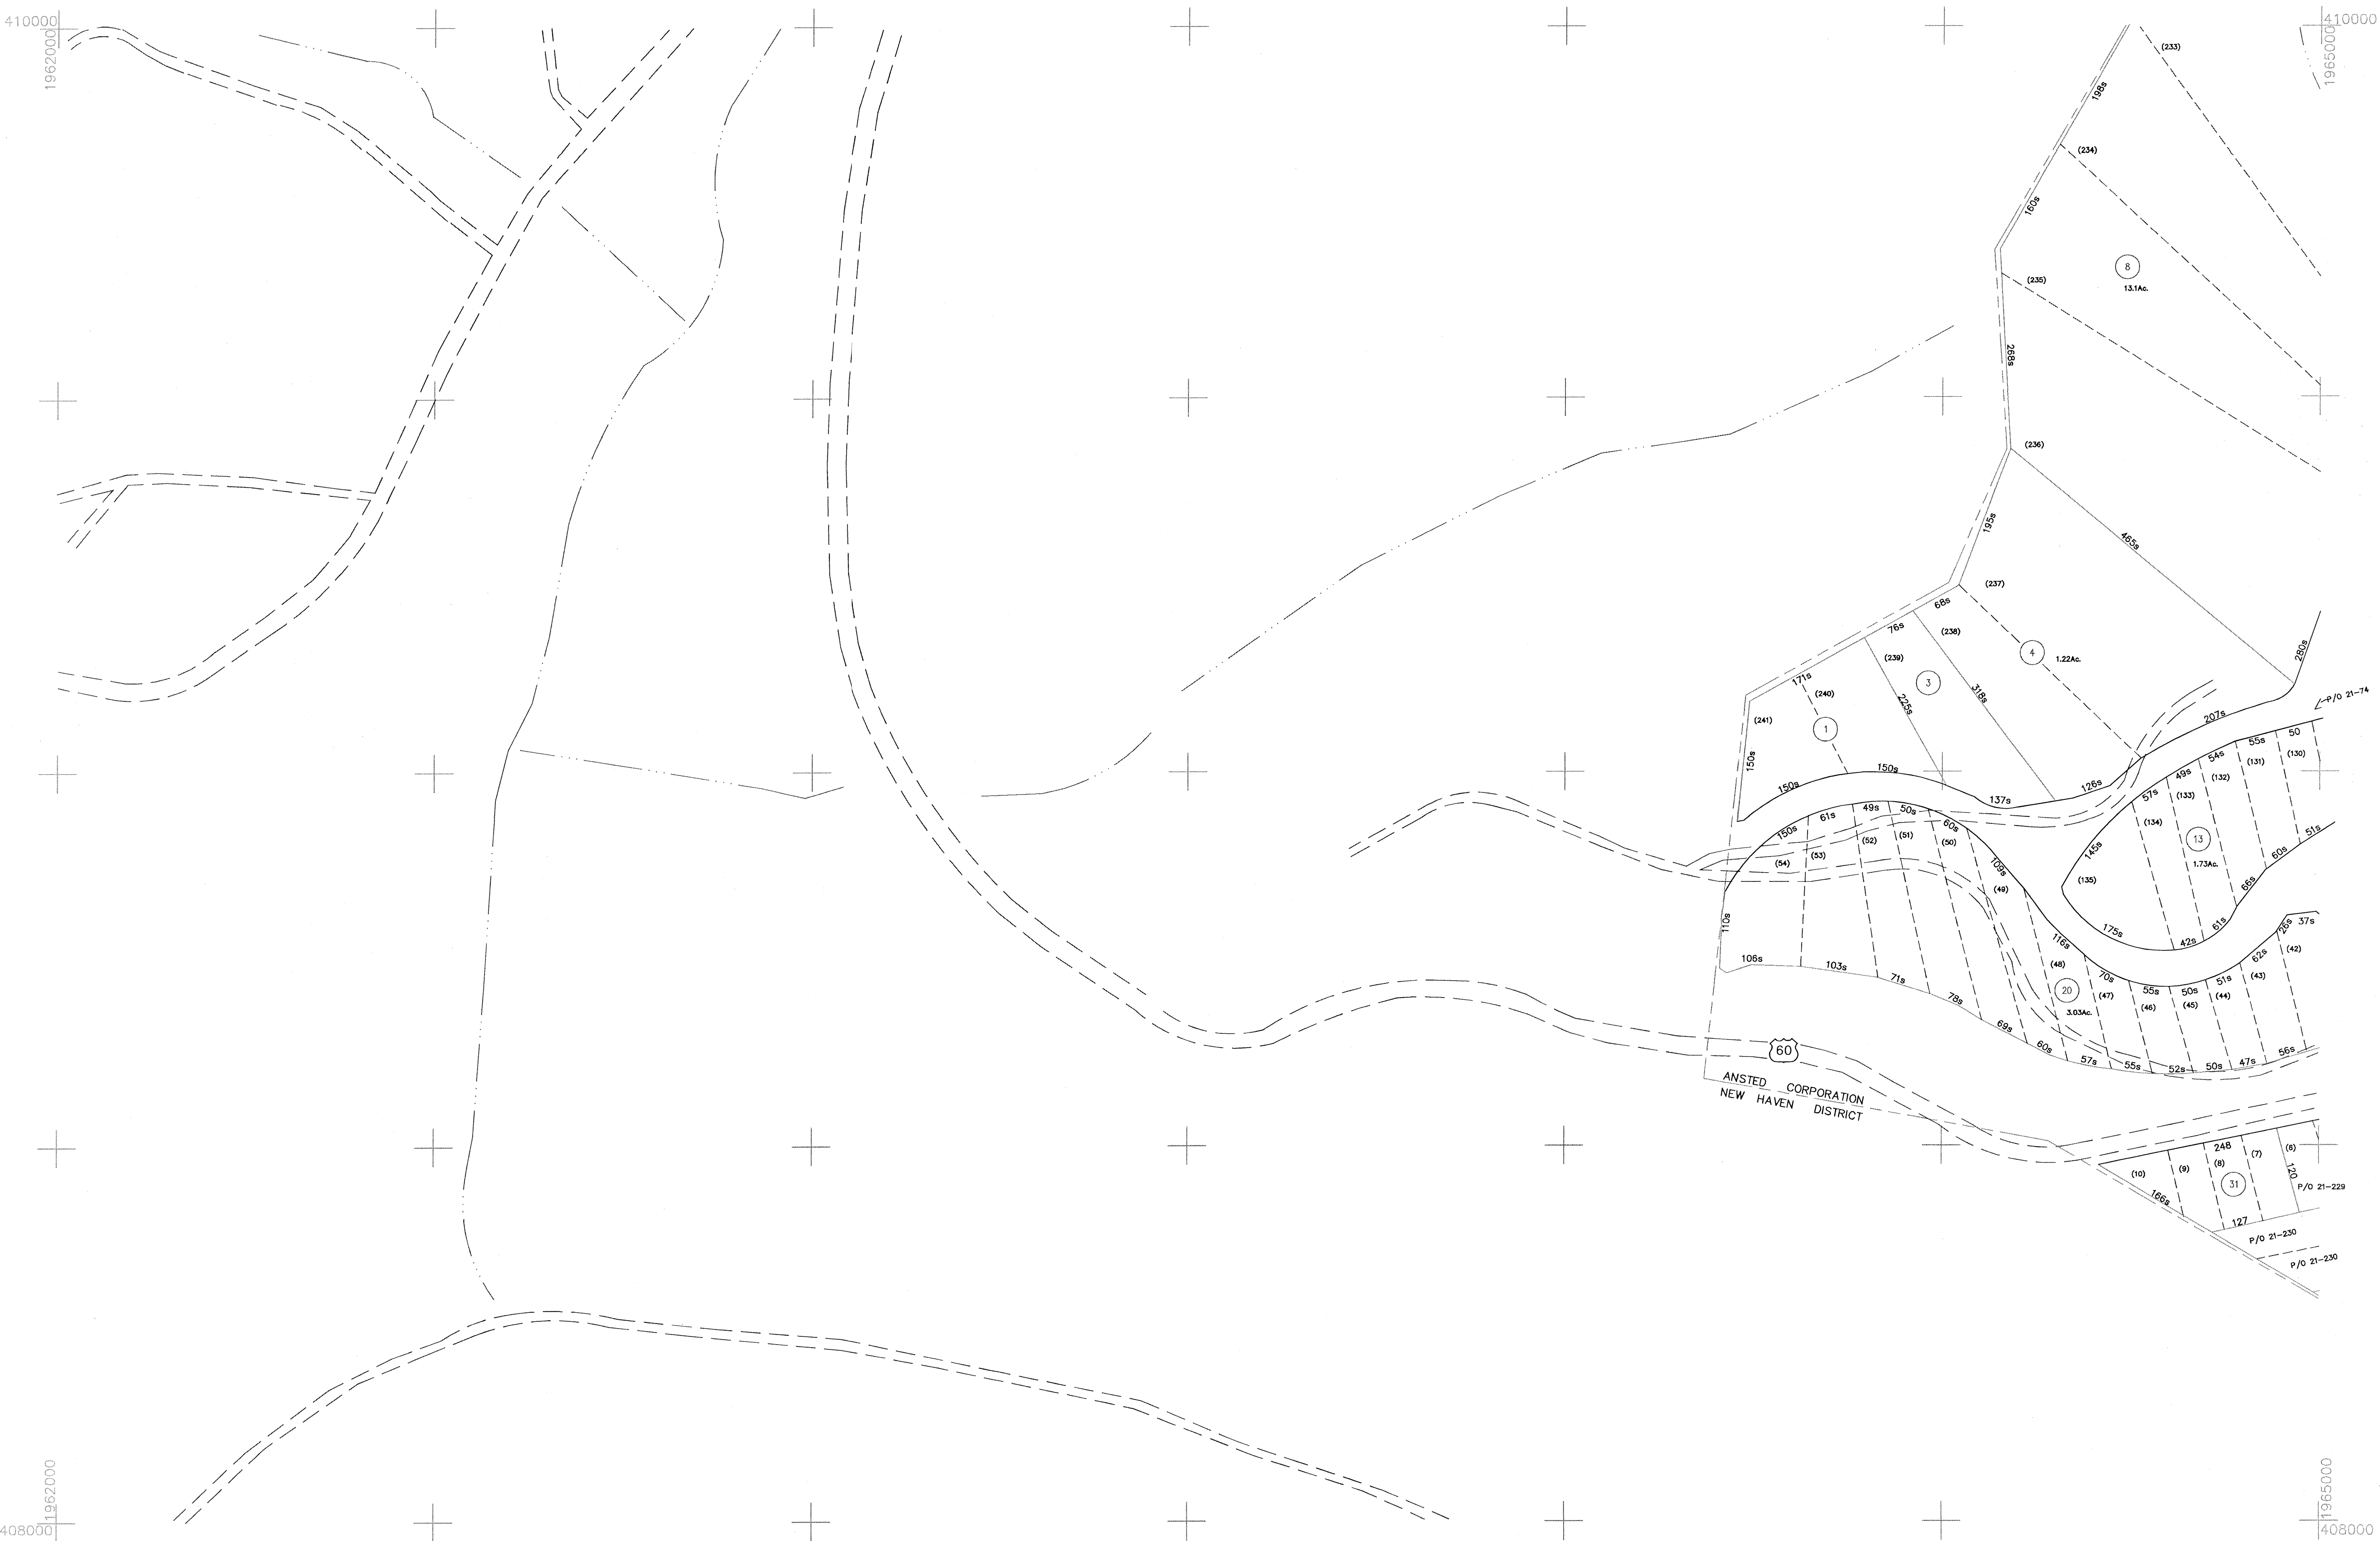 410000
1962000
410000
1965000
(233)
198s
(234)
160s
8
13.1Ac.
(235)
268s
(236)
195s
465s
(237)
68s
(238)
76s
4
1.22Ac.
280s
(239)
3
171s
(240)
318s
225s
P/O 21-74
207s
(241)
1
50
55s
(130)
54s
(131)
150s
150s
49s
(132)
126s
150s
57s
(133)
137s
49s
50s
61s
60s
(134)
150s
51s
13
(52)
(51)
(50)
145s
60s
(54)
(53)
109s
1.73Ac.
(135)
66s
(49)
110s
61s
26s
37s
175s
42s
116s
62s
(42)
106s
103s
(48)
71s
70s
51s
(43)
20
55s
50s
78s
(47)
(46)
(45)
(44)
3.03Ac.
69s
60s
57s
55s
52s
50s
47s
56s
60
ANSTED CORPORATION
NEW HAVEN DISTRICT
248
(6)
(7)
(10)
(9)
(8)
120
31
P/O 21-229
166s
127
P/O 21-230
P/O 21-230
1962000
408000
1965000
408000